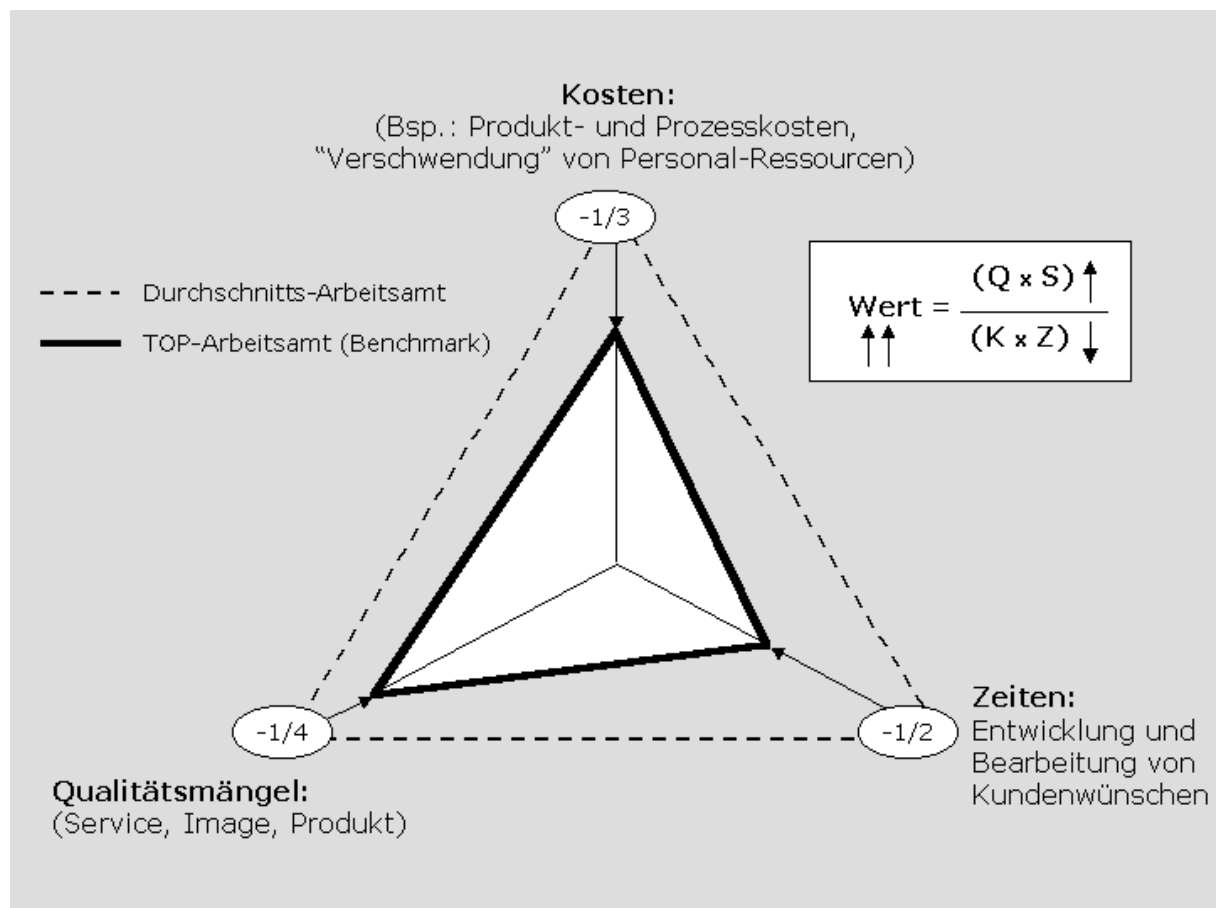 Kosten:
(Bsp.: Produkt- und Prozesskosten,
“Verschwendung” von Personal-Ressourcen)
-1/3
Durchschnitts-Arbeitsamt
TOP-Arbeitsamt (Benchmark)
(Q x S)
Wert =
(K x Z)
-1/4
-1/2
Qualitätsmängel:
(Service, Image, Produkt)
Zeiten:
Entwicklung und
Bearbeitung von
Kundenwünschen